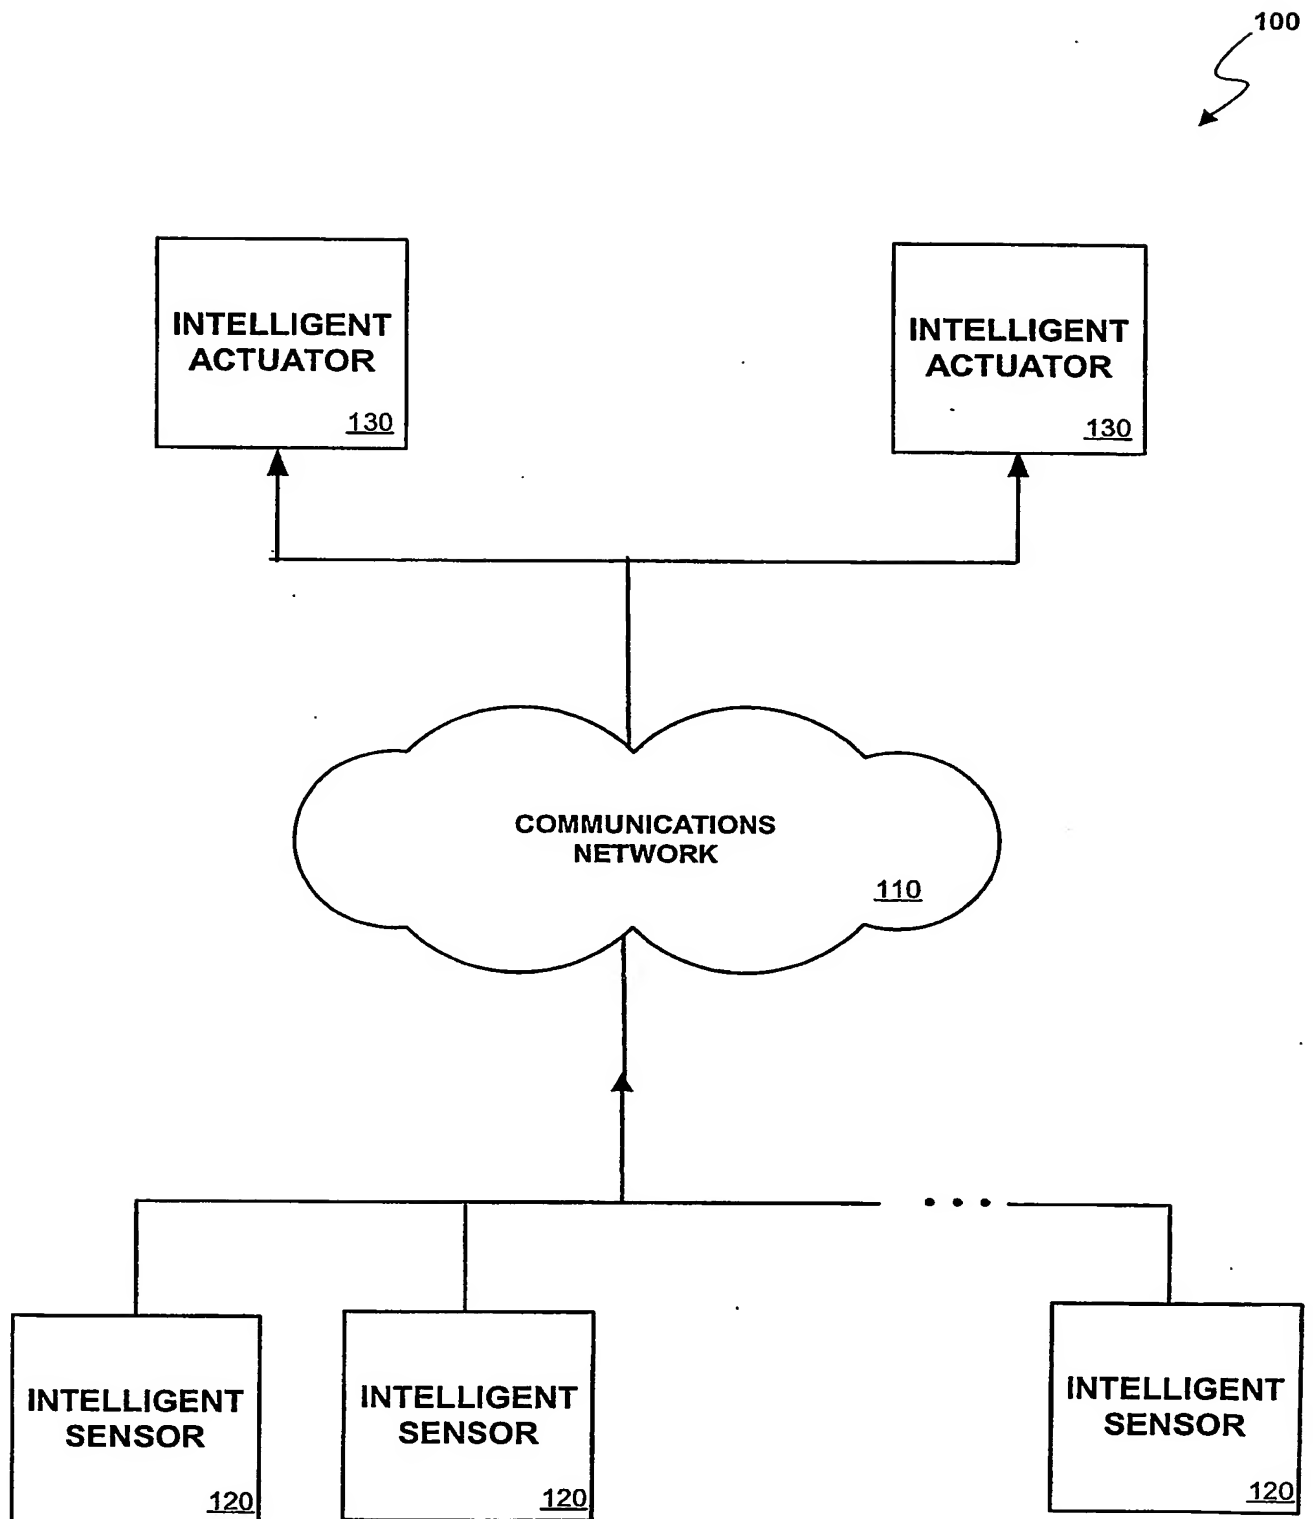 100
INTELLIGENT
ACTUATOR
130
INTELLIGENT
ACTUATOR
130
COMMUNICATIONS
NETWORK
110
INTELLIGENT
SENSOR
120
INTELLIGENT
SENSOR
120
• • •
INTELLIGENT
SENSOR
120